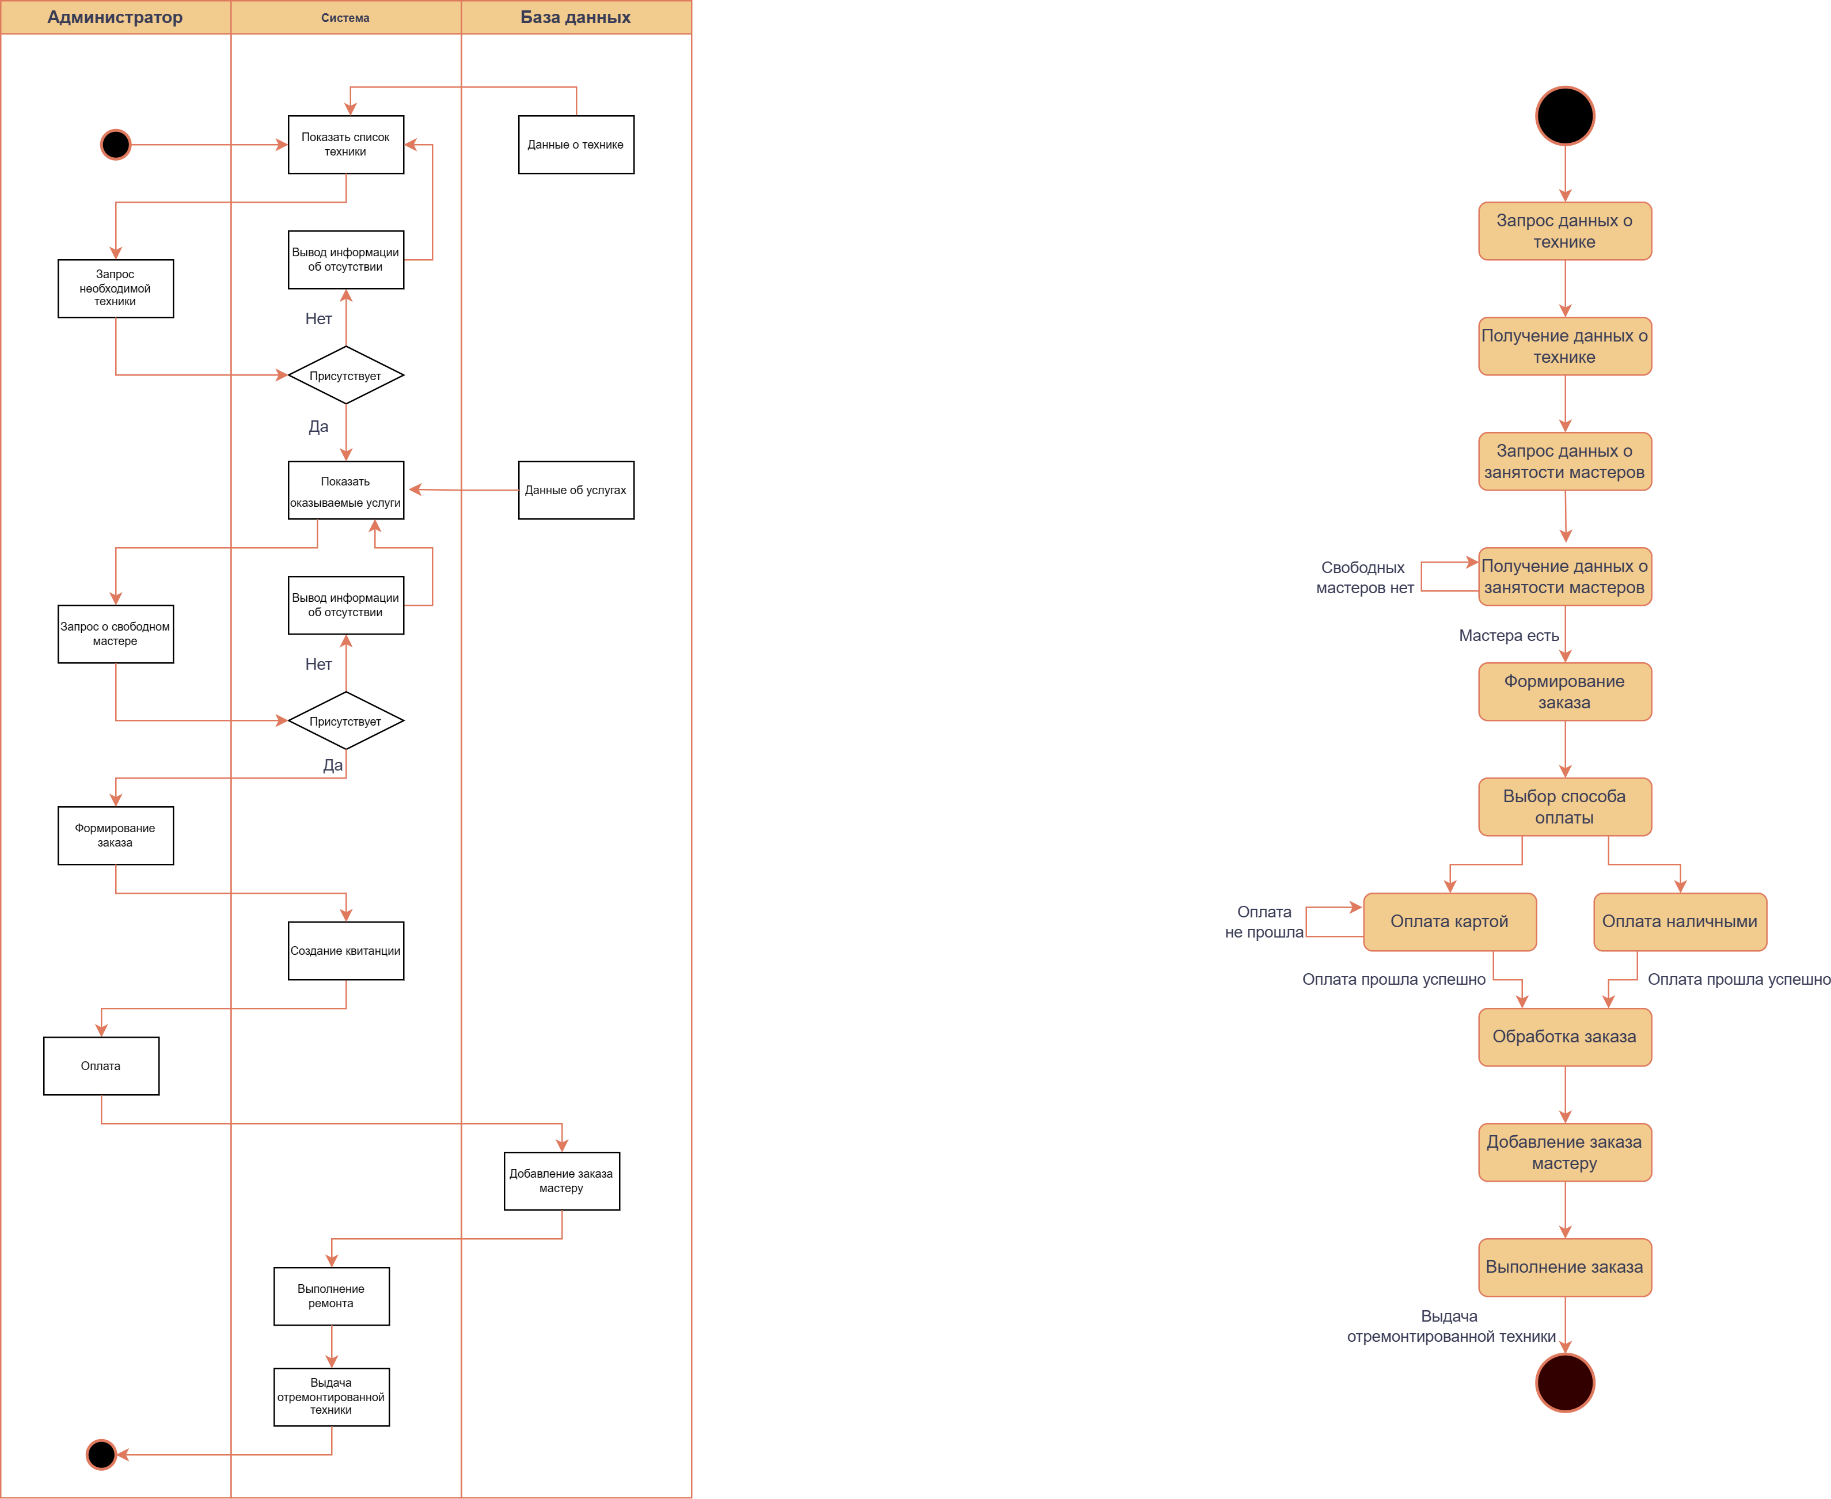 Администратор
Система
База данных
Показать список
техники
Данные о технике
Вывод информации
об отсутствии
Запрос
необходимой
техники
Нет
Присутствует
Да
Показать
оказываемые услуги
Данные об услугах
Вывод информации
об отсутствии
Запрос о свободном
мастере
Нет
Присутствует
Да
Формирование
заказа
Создание квитанции
Оплата
Добавление заказа
мастеру
Выполнение
ремонта
Выдача
отремонтированной
техники
Запрос данных о
технике
Получение данных о
технике
Запрос данных о
занятости мастеров
Свободных
мастеров нет
Получение данных о
занятости мастеров
Мастера есть
Формирование
заказа
Выбор способа
оплаты
Оплата
не прошла
Оплата картой
Оплата наличными
Оплата прошла успешно
Оплата прошла успешно
Обработка заказа
Добавление заказа
мастеру
Выполнение заказа
Выдача
отремонтированной техники